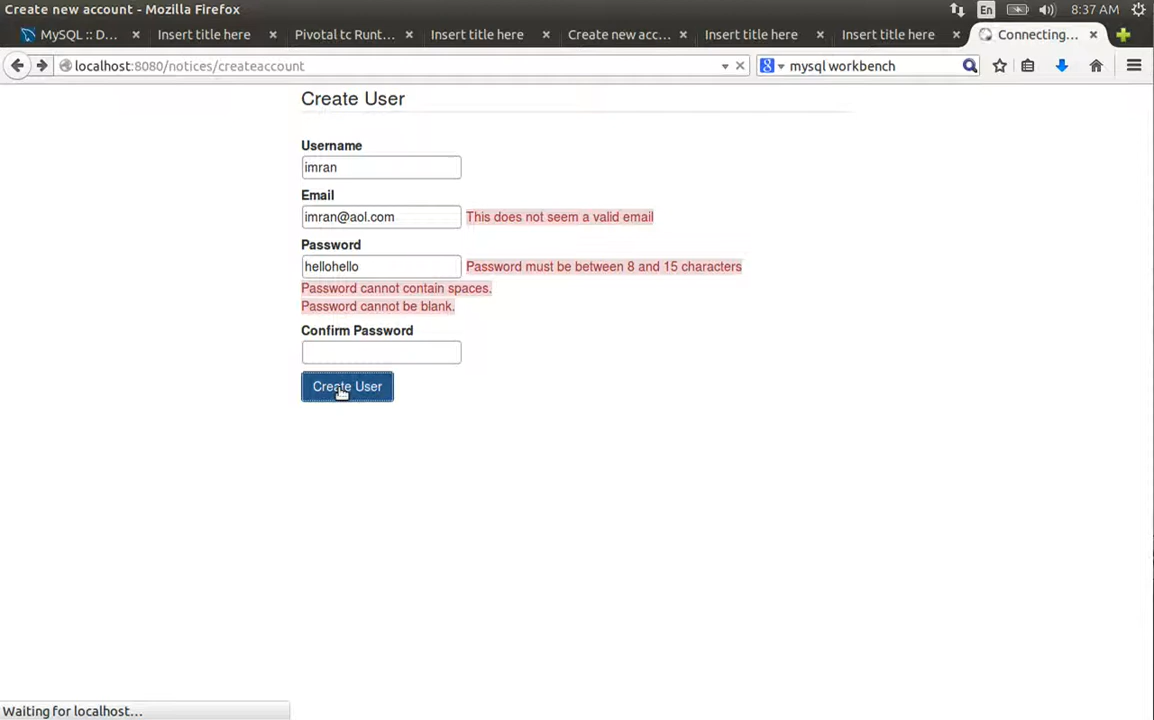 Create new account - Mozilla Firefox
En
8:37 AM
MySQL :: D...
Insert title here
Pivotal tc Runt...
Insert title here
Create new acc...
Insert title here
Insert title here
Connecting...
localhost:8080/notices/createaccount
mysql workbench
Create User
Username
imran
Email
imran@aol.com This does not seem a valid email
Password
hellohello Password must be between 8 and 15 characters
Password cannot contain spaces.
Password cannot be blank.
Confirm Password
Create User
Waiting for localhost...